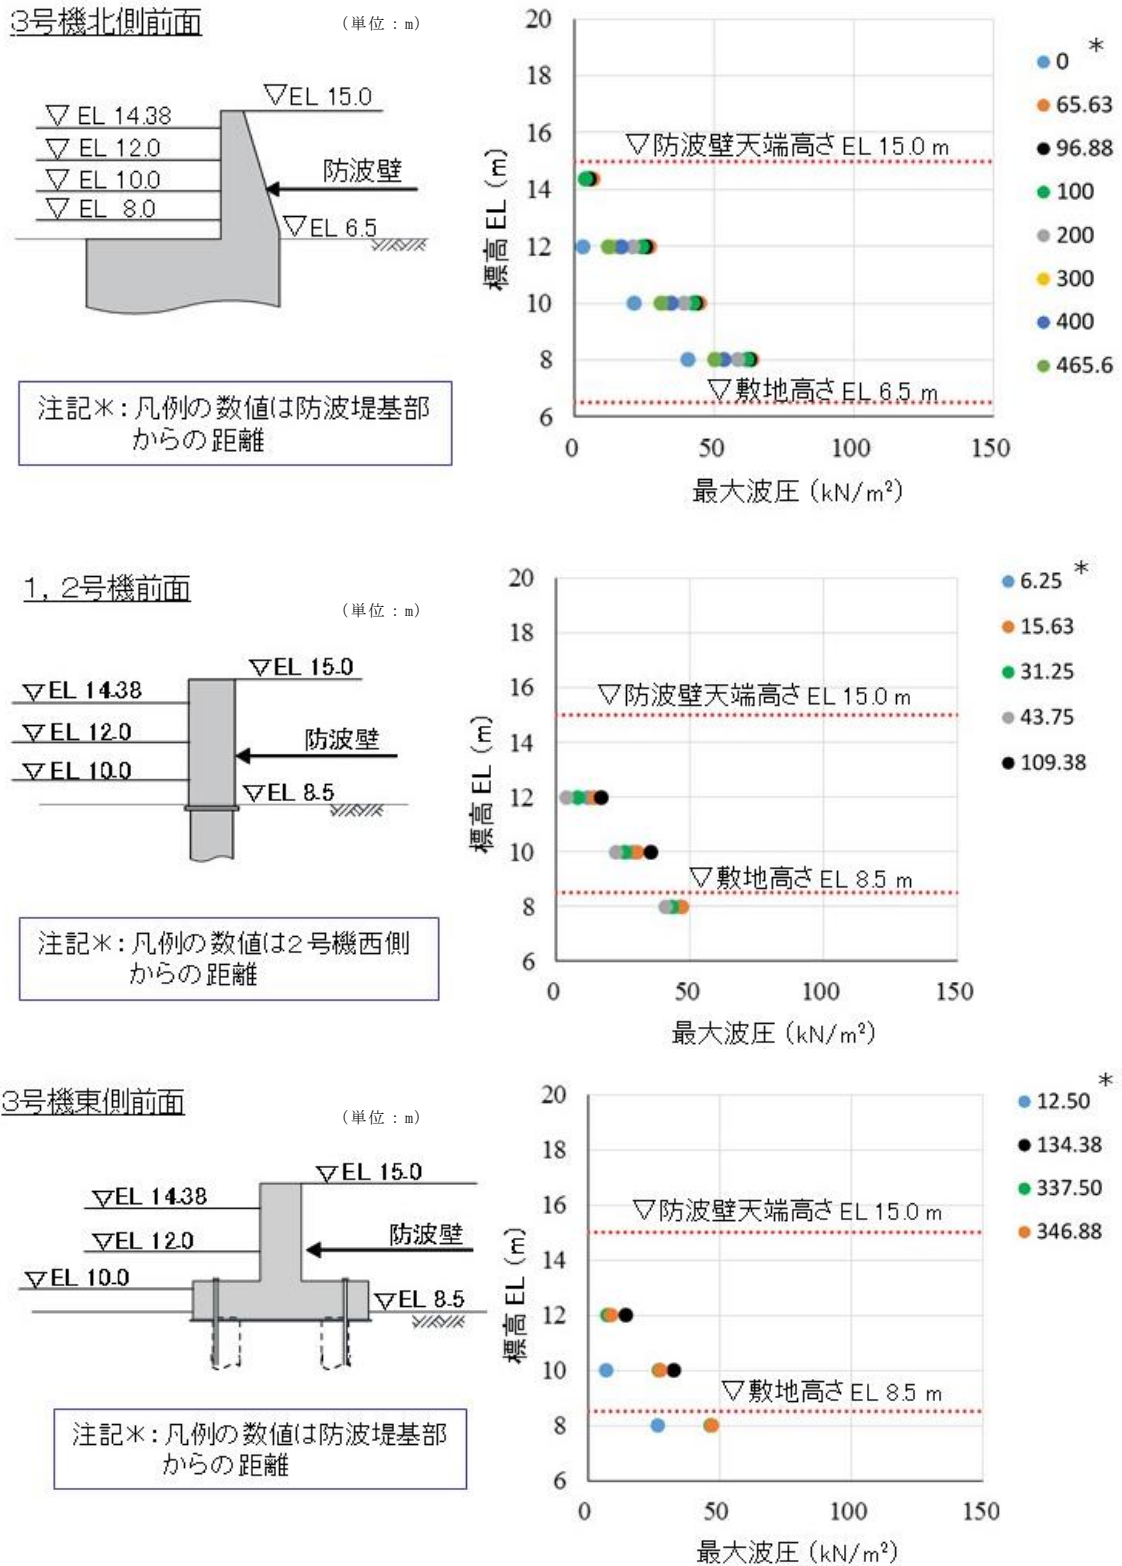 3号機北側前面
(単位:m)
▽EL 15.0
▽ EL 14.38
▽ EL 12.0
▽ EL 10.0
▽ EL 8.0
防波壁
▽EL 6.5
注記＊:凡例の数値は防波堤基部
からの距離
20
18
16
14
12
10
8
6
標高 EL (m)
▽防波壁天端高さ EL 15.0 m
▽敷地高さ EL 6.5 m
0
50
100
150
最大波圧 (kN/m²)
＊
0
65.63
96.88
100
200
300
400
465.6
1, 2号機前面
(単位:m)
▽EL 15.0
▽EL 14.38
▽EL 12.0
▽EL 10.0
防波壁
▽EL 8.5
注記＊:凡例の数値は2号機西側
からの距離
20
18
16
14
12
10
8
6
標高 EL (m)
▽防波壁天端高さ EL 15.0 m
▽敷地高さ EL 8.5 m
0
50
100
150
最大波圧 (kN/m²)
＊
6.25
15.63
31.25
43.75
109.38
3号機東側前面
(単位:m)
▽EL 15.0
▽EL 14.38
▽EL 12.0
▽EL 10.0
防波壁
▽EL 8.5
注記＊:凡例の数値は防波堤基部
からの距離
20
18
16
14
12
10
8
6
標高 EL (m)
▽防波壁天端高さ EL 15.0 m
▽敷地高さ EL 8.5 m
0
50
100
150
最大波圧 (kN/m²)
＊
12.50
134.38
337.50
346.88